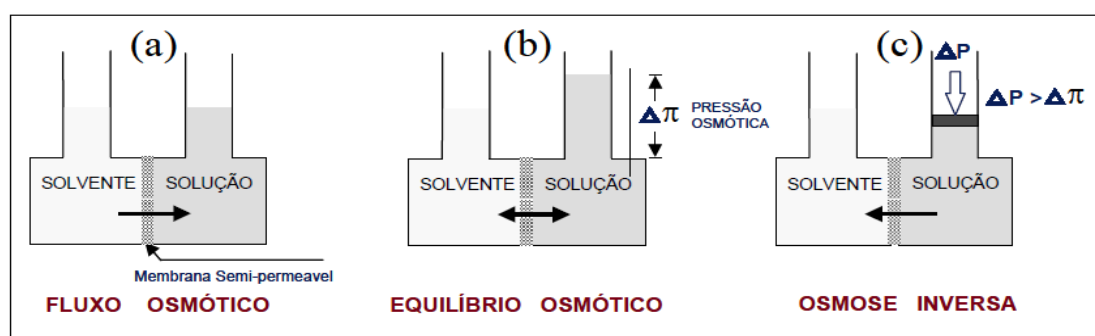 (a)
SOLVENTE SOLUÇÃO
Membrana Semi-permeavel
FLUXO OSMÓTICO
(b)
Δπ PRESSÃO
OSMÓTICA
SOLVENTE SOLUÇÃO
EQUILÍBRIO OSMÓTICO
(c)
ΔP
ΔP > Δπ
SOLVENTE SOLUÇÃO
OSMOSE INVERSA